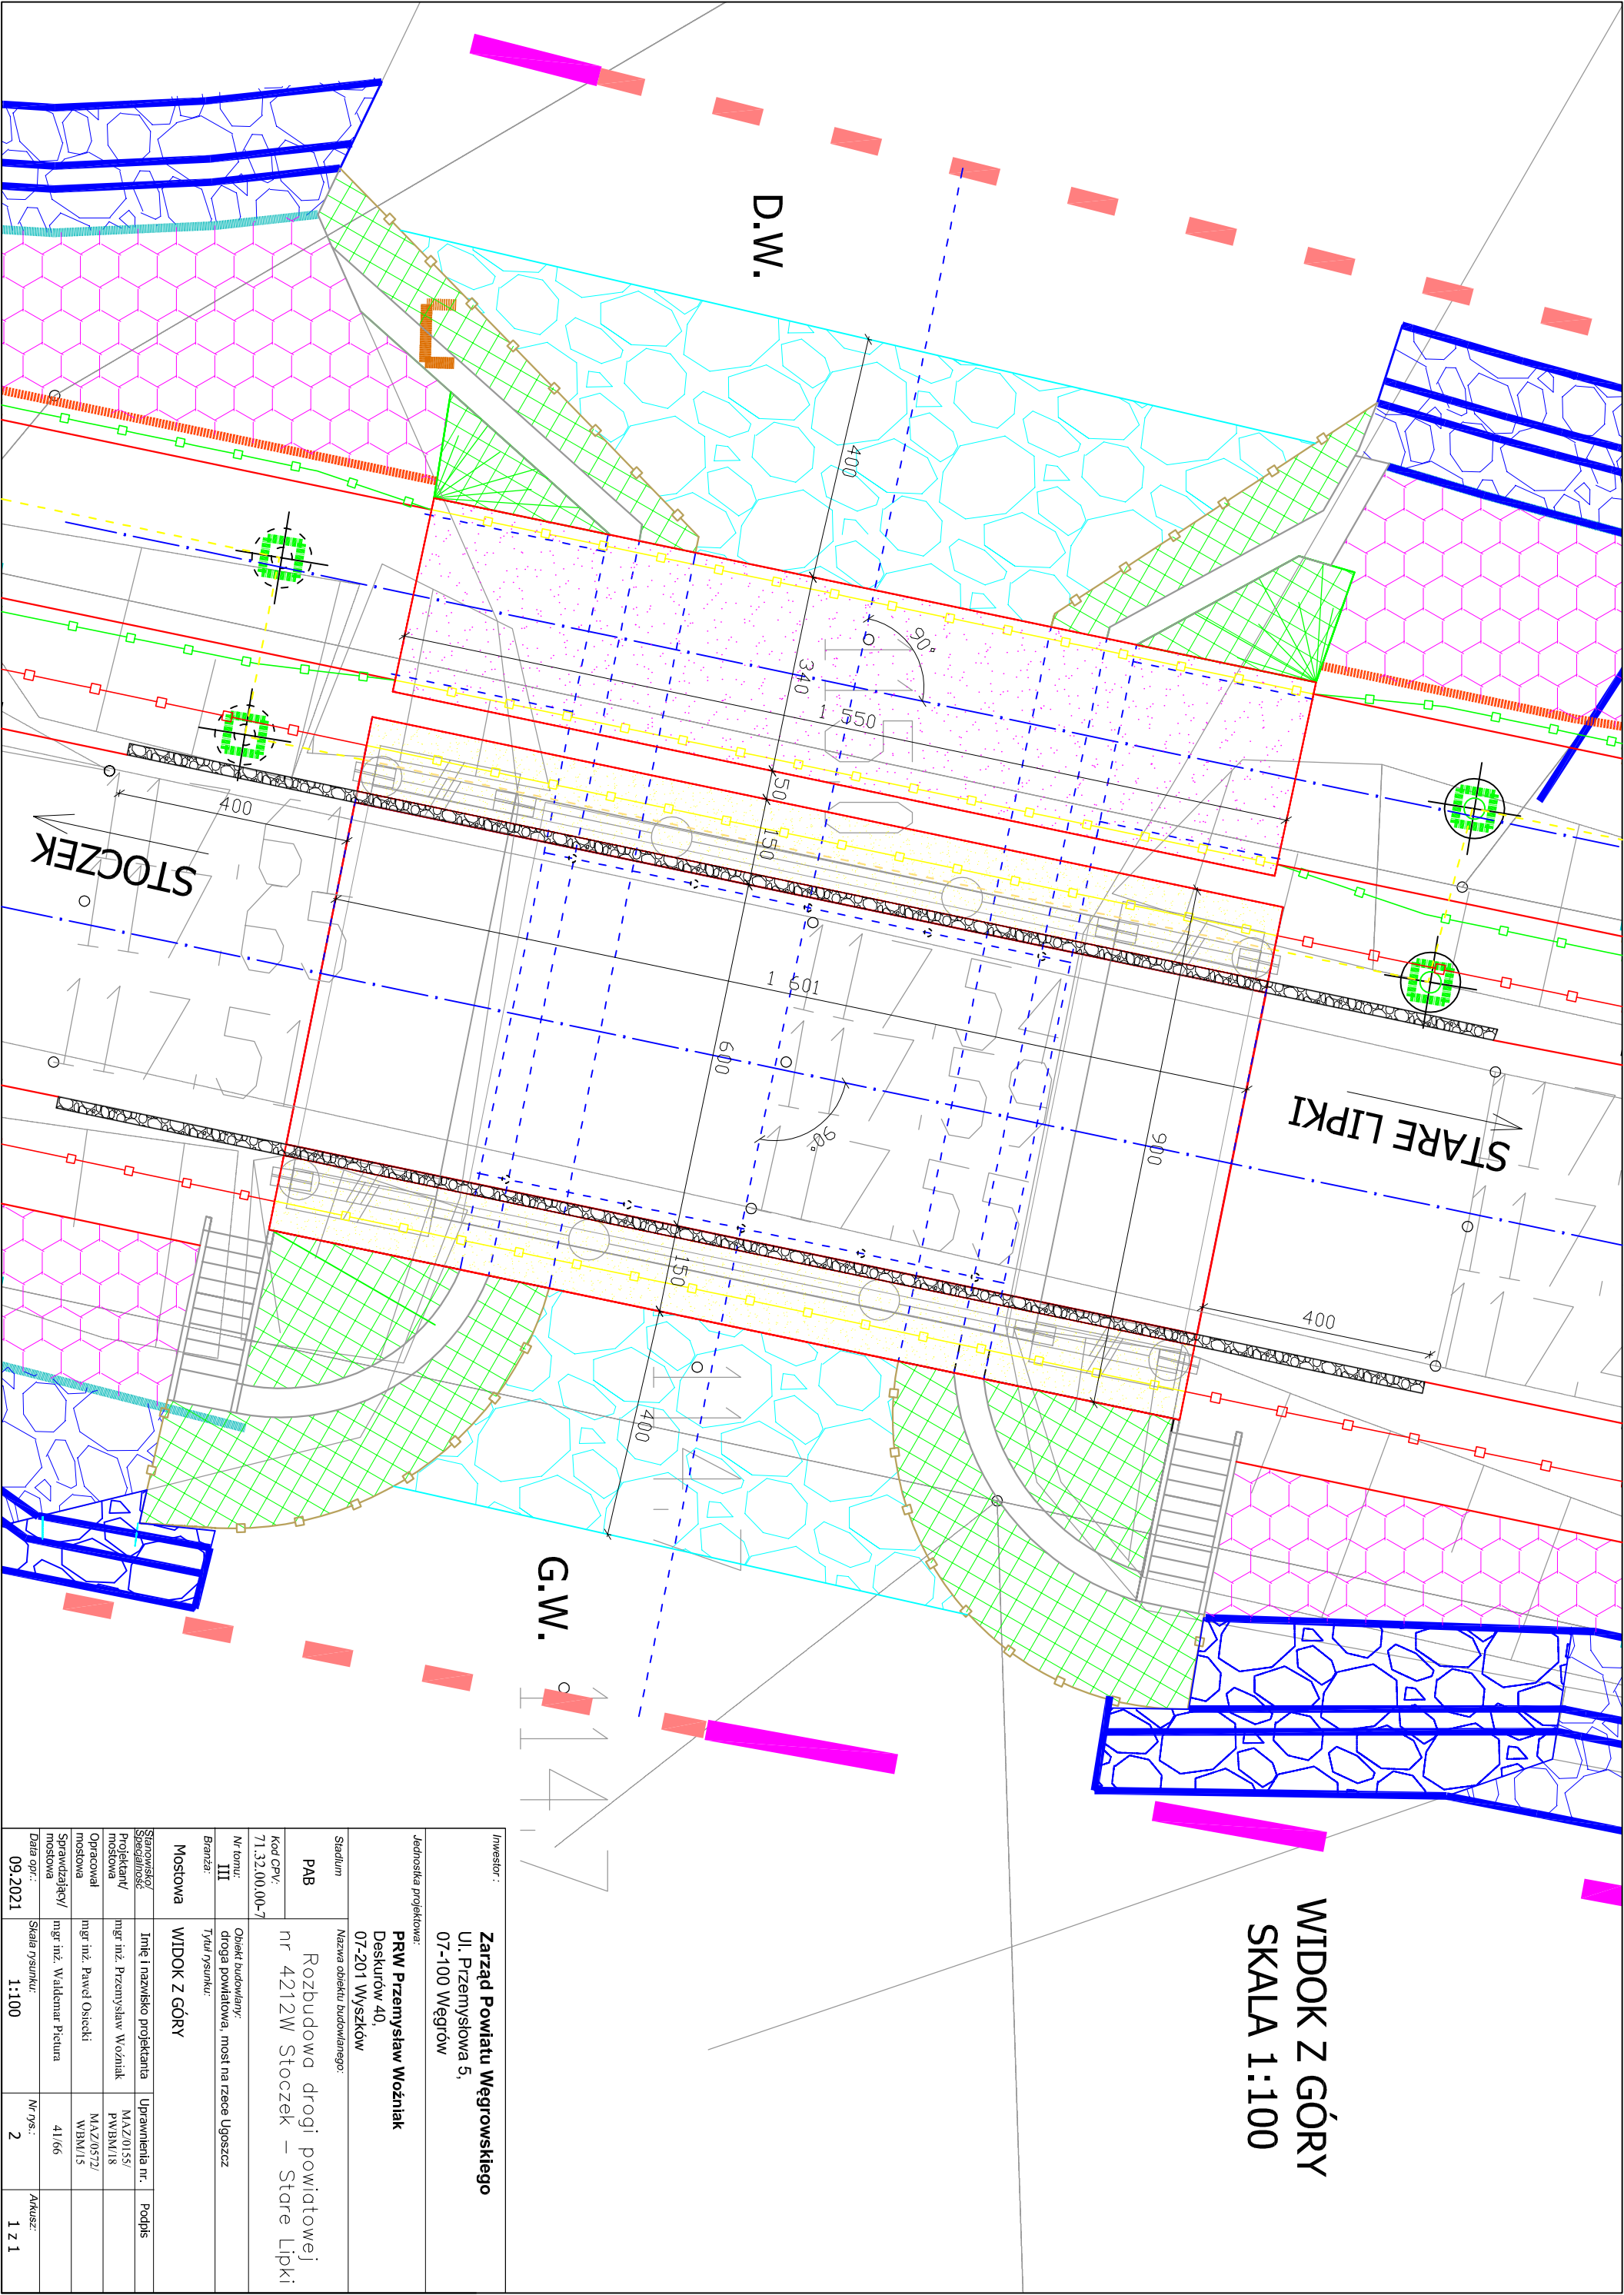 WIDOK Z GÓRY
SKALA 1:100
D.W.
400
90°
340
1 550
50
150
400
STOCZEK
1 601
600
90°
900
STARE LIPKI
150
400
400
G.W.
Inwestor :
Zarząd Powiatu Węgrowskiego
Ul. Przemysłowa 5,
07-100 Węgrów
Jednostka projektowa:
PRW Przemysław Woźniak
Deskurów 40,
07-201 Wyszków
Stadium
PAB
Nazwa obiektu budowlanego:
Rozbudowa drogi powiatowej
nr 4212W Stoczek – Stare Lipki
Kod CPV:
71.32.00.00-7
Nr tomu:
III
Obiekt budowlany:
droga powiatowa, most na rzece Ugoszcz
Branża:
Mostowa
Tytuł rysunku:
WIDOK Z GÓRY
Stanowisko/
Specjalność
Imię i nazwisko projektanta
Uprawnienia nr.
Podpis
Projektant/
mostowa
mgr inż. Przemysław Woźniak
MAZ/0155/
PWBM/18
Opracował
mostowa
mgr inż. Paweł Osiecki
MAZ/0572/
WBM/15
Sprawdzający/
mostowa
mgr inż. Waldemar Pietura
41/66
Data opr.:
09.2021
Skala rysunku:
1:100
Nr rys.:
2
Arkusz:
1 z 1